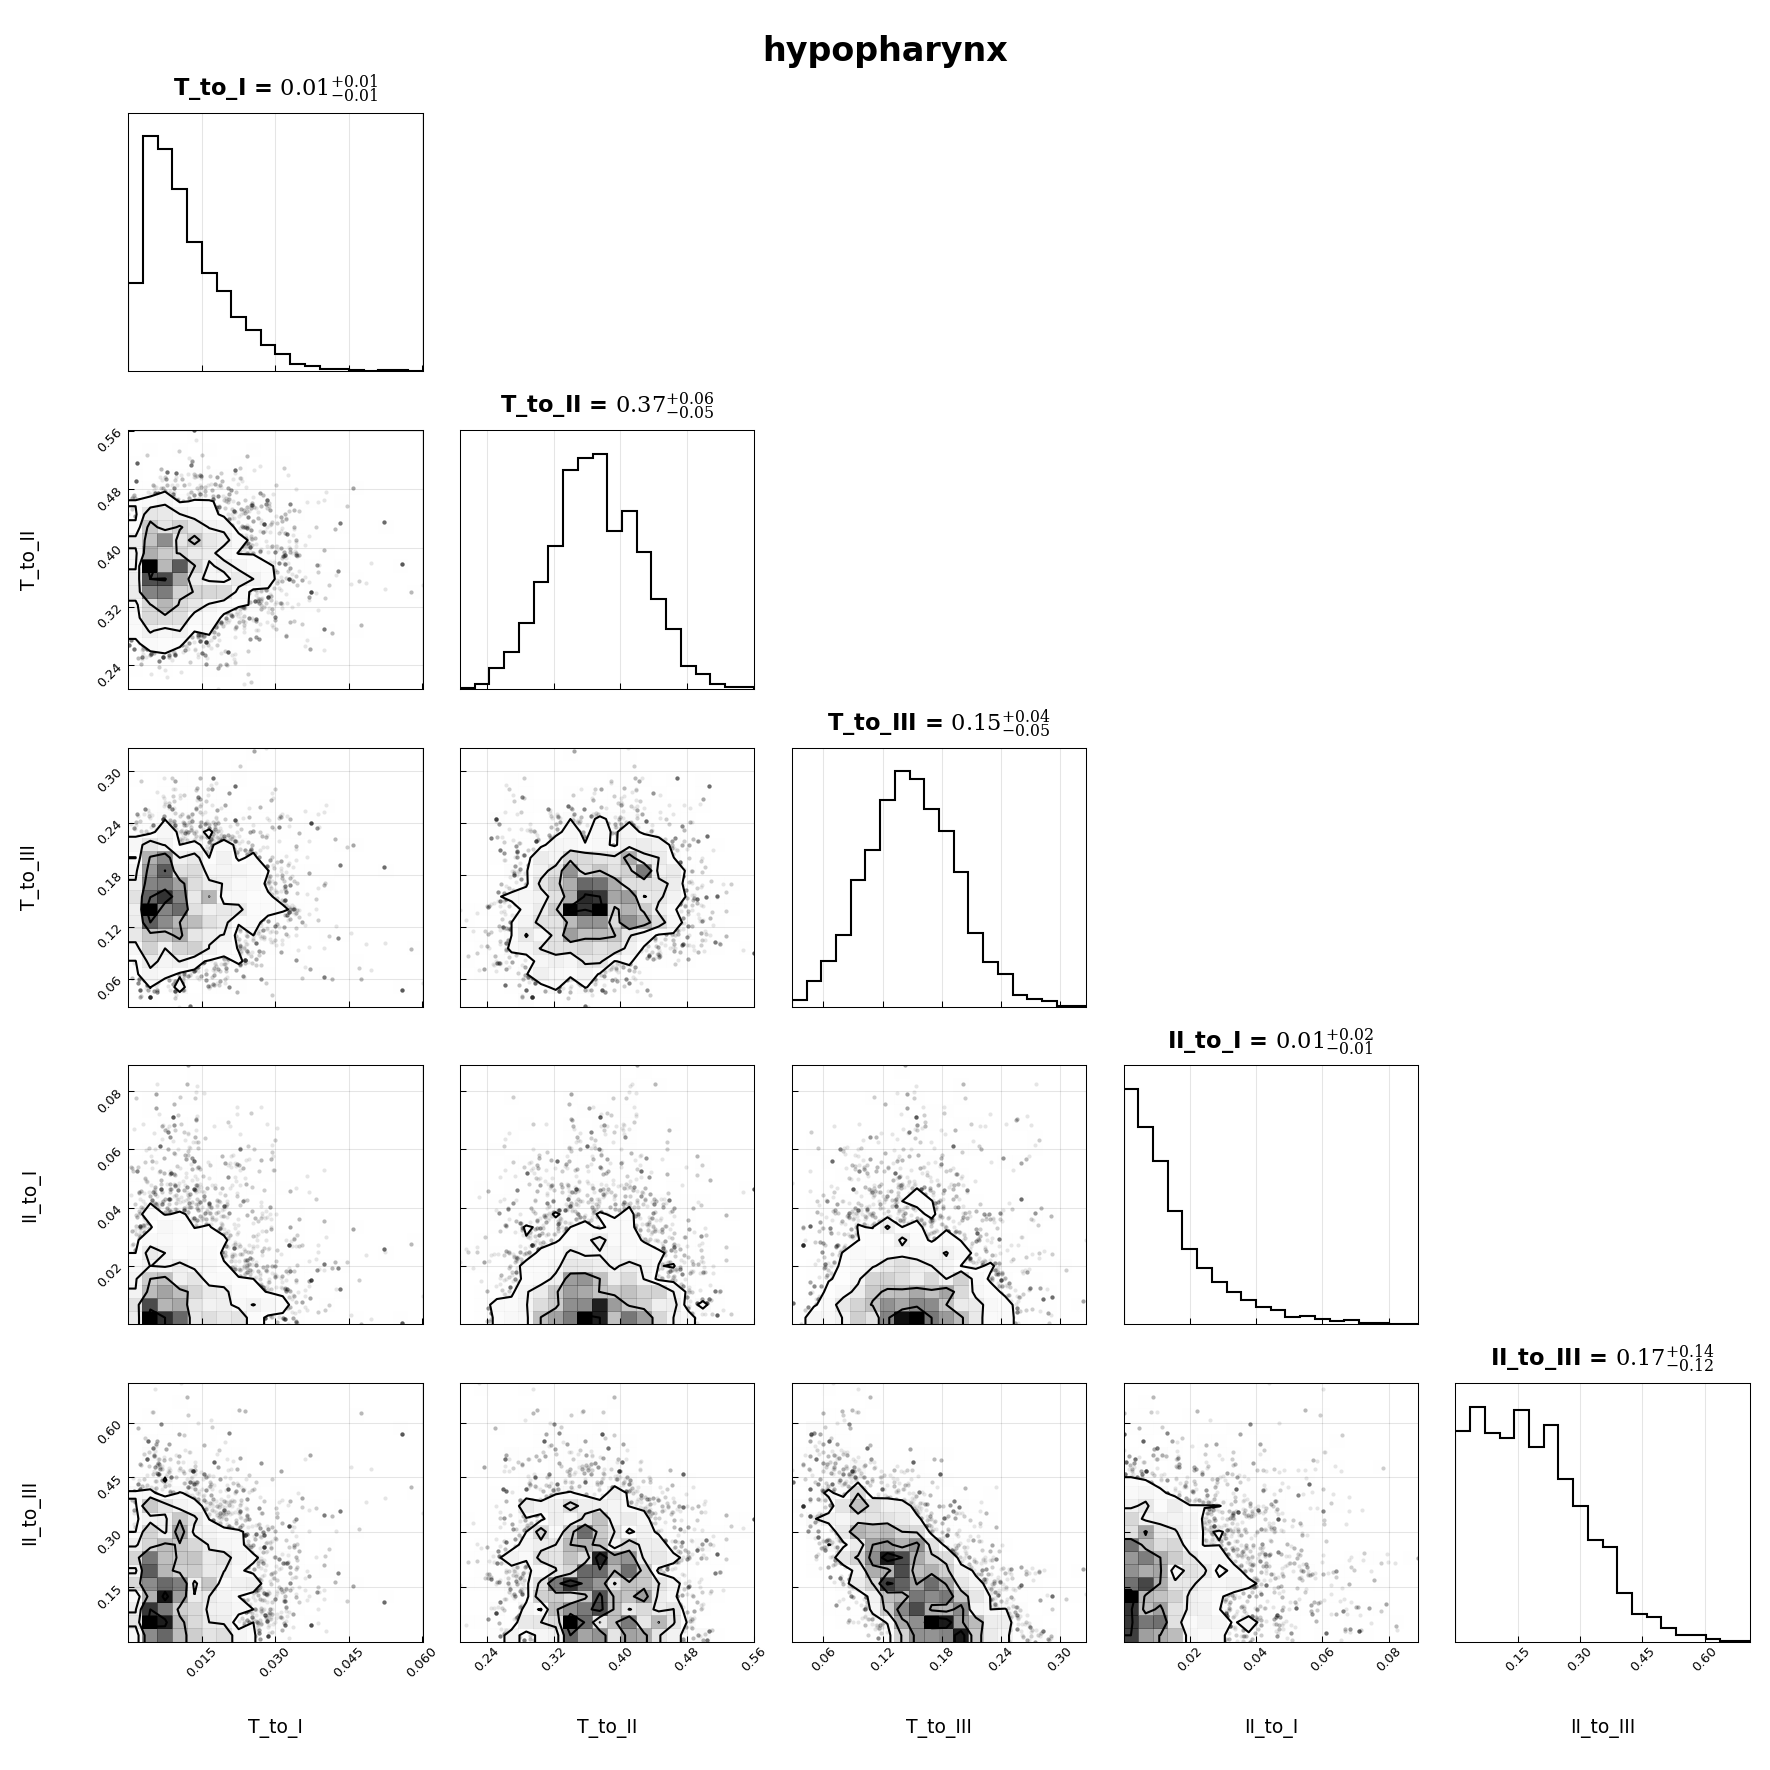 hypopharynx
T_to_I = 0.01 +0.01 −0.01
T_to_II = 0.37 +0.06 −0.05
0.56
0.48
0.40
0.32
0.24
T_to_II
T_to_III = 0.15 +0.04 −0.05
0.30
0.24
0.18
0.12
0.06
T_to_III
II_to_I = 0.01 +0.02 −0.01
0.08
0.06
0.04
0.02
II_to_I
II_to_III = 0.17 +0.14 −0.12
0.60
0.45
0.30
0.15
II_to_III
0.015 0.030 0.045 0.060 0.24 0.32 0.40 0.48 0.56 0.06 0.12 0.18 0.24 0.30 0.02 0.04 0.06 0.08 0.15 0.30 0.45 0.60
T_to_I T_to_II T_to_III II_to_I II_to_III